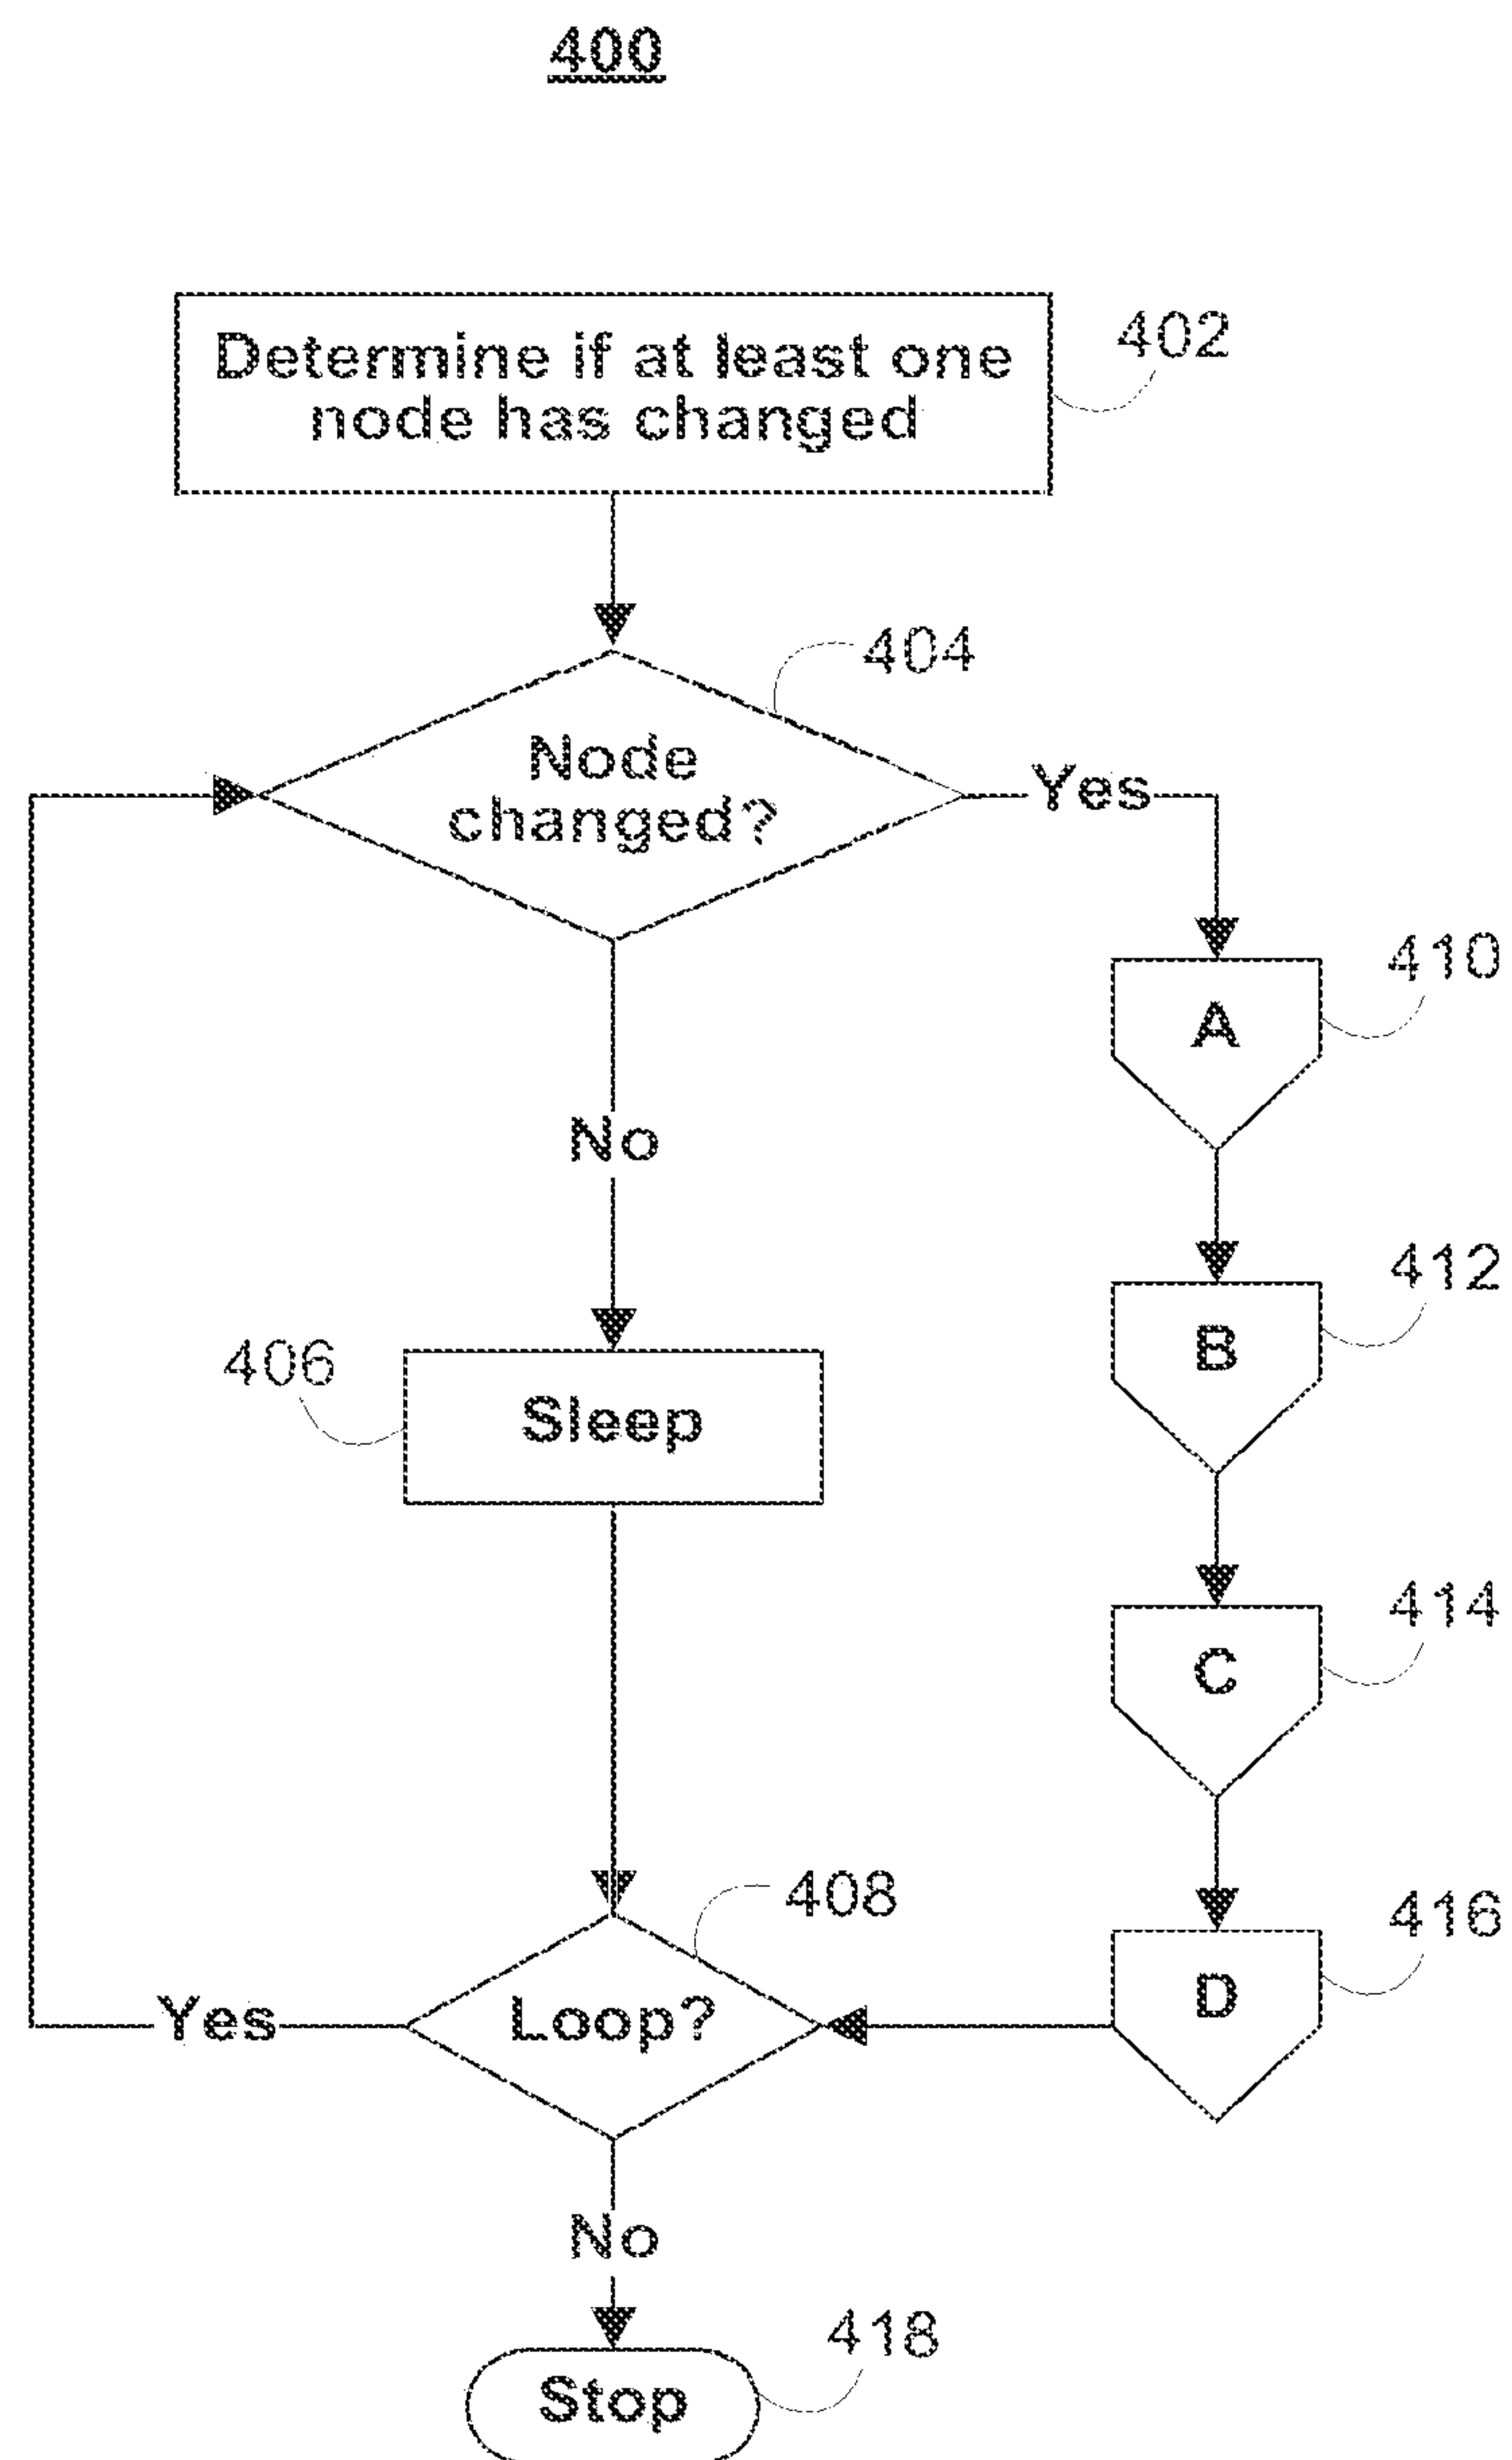 400
Determine if at least one
node has changed
402
404
Node
changed?
Yes
410
A
No
412
B
406
Sleep
414
C
408
416
D
Loop?
Yes
No
418
Stop